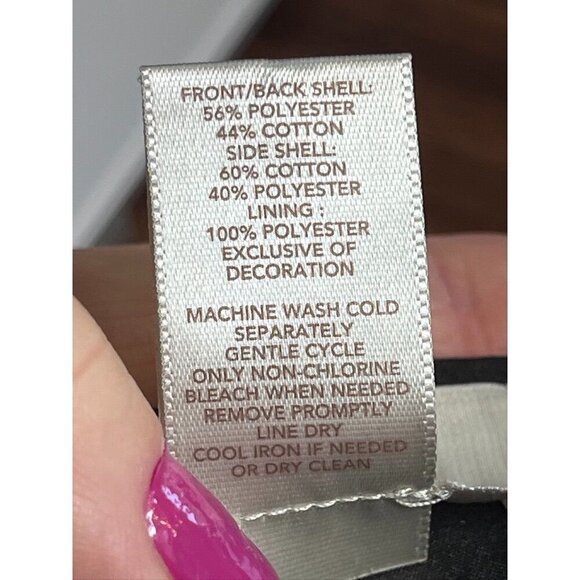 FRONT/BACK SHELL:
56% POLYESTER
44% COTTON
SIDE SHELL:
60% COTTON
40% POLYESTER
LINING :
100% POLYESTER
EXCLUSIVE OF
DECORATION
MACHINE WASH COLD
SEPARATELY
GENTLE CYCLE
ONLY NON-CHLORINE
BLEACH WHEN NEEDED
REMOVE PROMPTLY
LINE DRY
COOL IRON IF NEEDED
OR DRY CLEAN